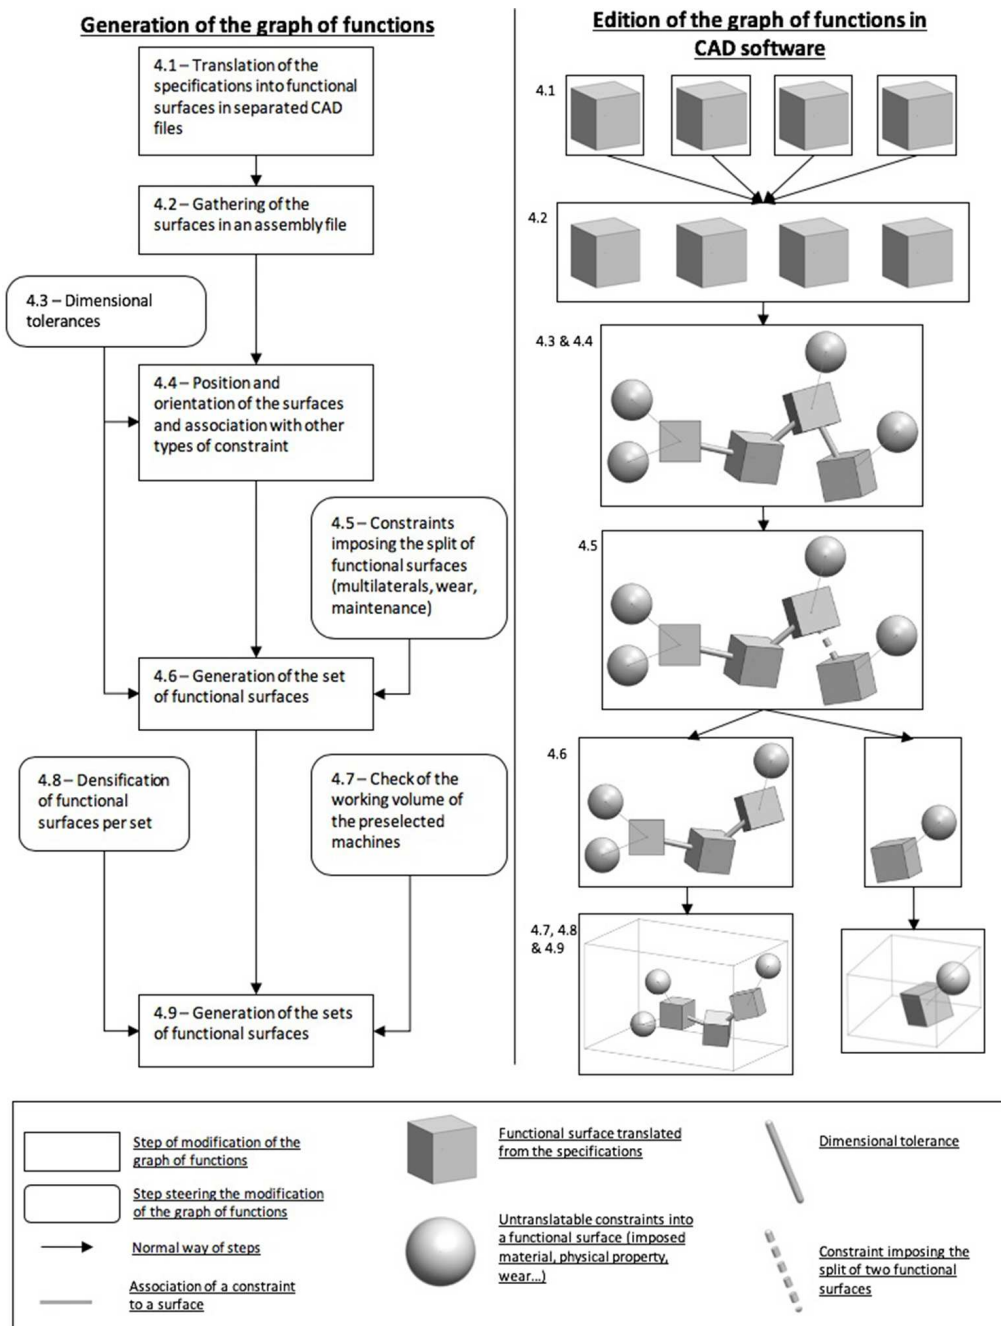 Generation of the graph of functions
4.1 – Translation of the
specifications into functional
surfaces in separated CAD
files
4.2 – Gathering of the
surfaces in an assembly file
4.3 – Dimensional
tolerances
4.4 – Position and
orientation of the surfaces
and association with other
types of constraint
4.5 – Constraints
imposing the split of
functional surfaces
(multilaterals, wear,
maintenance)
4.6 – Generation of the set
of functional surfaces
4.8 – Densification
of functional
surfaces per set
4.7 – Check of the
working volume of
the preselected
machines
4.9 – Generation of the sets
of functional surfaces
Edition of the graph of functions in
CAD software
4.1
4.2
4.3 & 4.4
4.5
4.6
4.7, 4.8
& 4.9
Step of modification of the
graph of functions
Step steering the modification
of the graph of functions
Normal way of steps
Association of a constraint
to a surface
Functional surface translated
from the specifications
Untranslatable constraints into
a functional surface (imposed
material, physical property,
wear...)
Dimensional tolerance
Constraint imposing the
split of two functional
surfaces